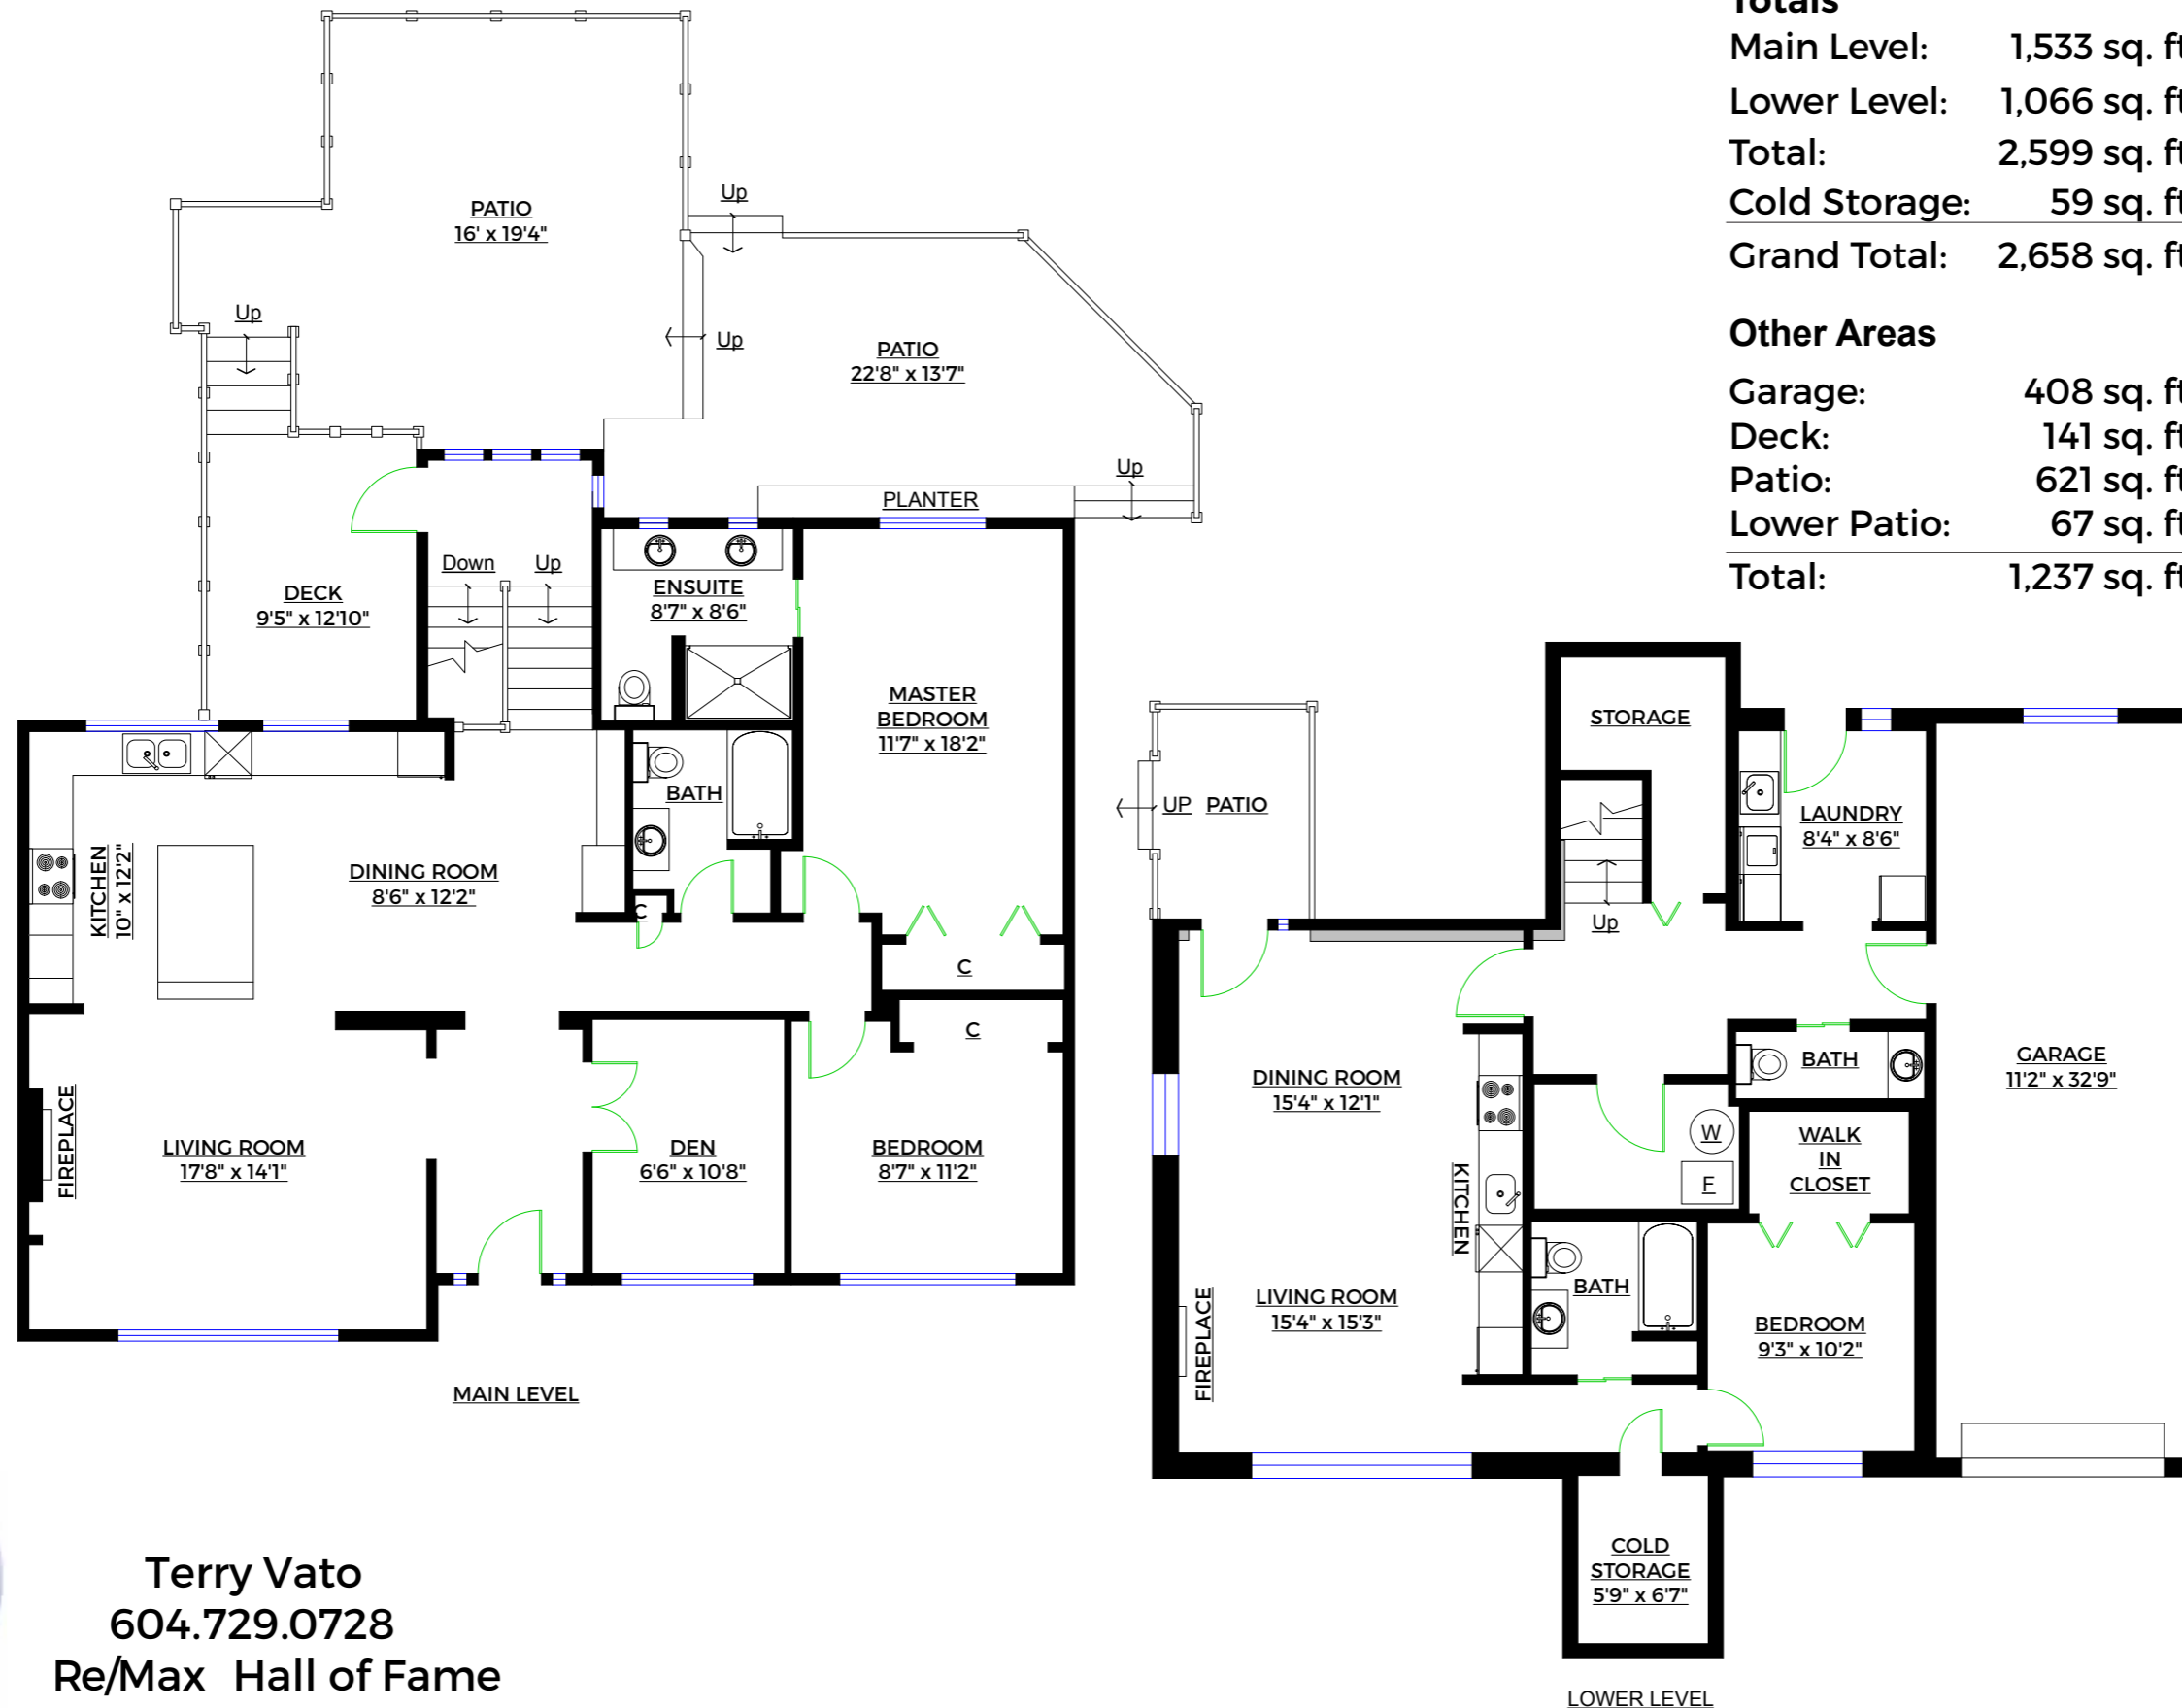 Totals
Main Level: 1,533 sq. ft
Lower Level: 1,066 sq. ft
Total: 2,599 sq. ft
Cold Storage: 59 sq. ft
Grand Total: 2,658 sq. ft
Other Areas
Garage: 408 sq. ft
Deck: 141 sq. ft
Patio: 621 sq. ft
Lower Patio: 67 sq. ft
Total: 1,237 sq. ft
PATIO
16' x 19'4"
Up
Up
Up
Up
PATIO
22'8" x 13'7"
Up
PLANTER
DECK
9'5" x 12'10"
Down
Up
ENSUITE
8'7" x 8'6"
MASTER
BEDROOM
11'7" x 18'2"
BATH
KITCHEN
10" x 12'2"
DINING ROOM
8'6" x 12'2"
C
C
C
FIREPLACE
LIVING ROOM
17'8" x 14'1"
DEN
6'6" x 10'8"
BEDROOM
8'7" x 11'2"
MAIN LEVEL
STORAGE
UP
PATIO
LAUNDRY
8'4" x 8'6"
Up
DINING ROOM
15'4" x 12'1"
BATH
GARAGE
11'2" x 32'9"
W
F
WALK
IN
CLOSET
KITCHEN
LIVING ROOM
15'4" x 15'3"
FIREPLACE
BATH
BEDROOM
9'3" x 10'2"
COLD
STORAGE
5'9" x 6'7"
LOWER LEVEL
Terry Vato
604.729.0728
Re/Max Hall of Fame